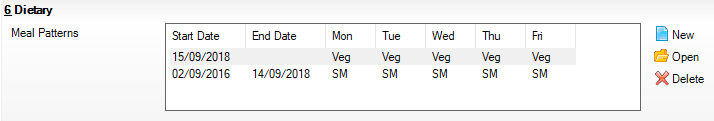 6 Dietary
Meal Patterns
Start Date End Date Mon Tue Wed Thu Fri
15/09/2018 Veg Veg Veg Veg Veg
02/09/2016 14/09/2018 SM SM SM SM SM
New
Open
Delete